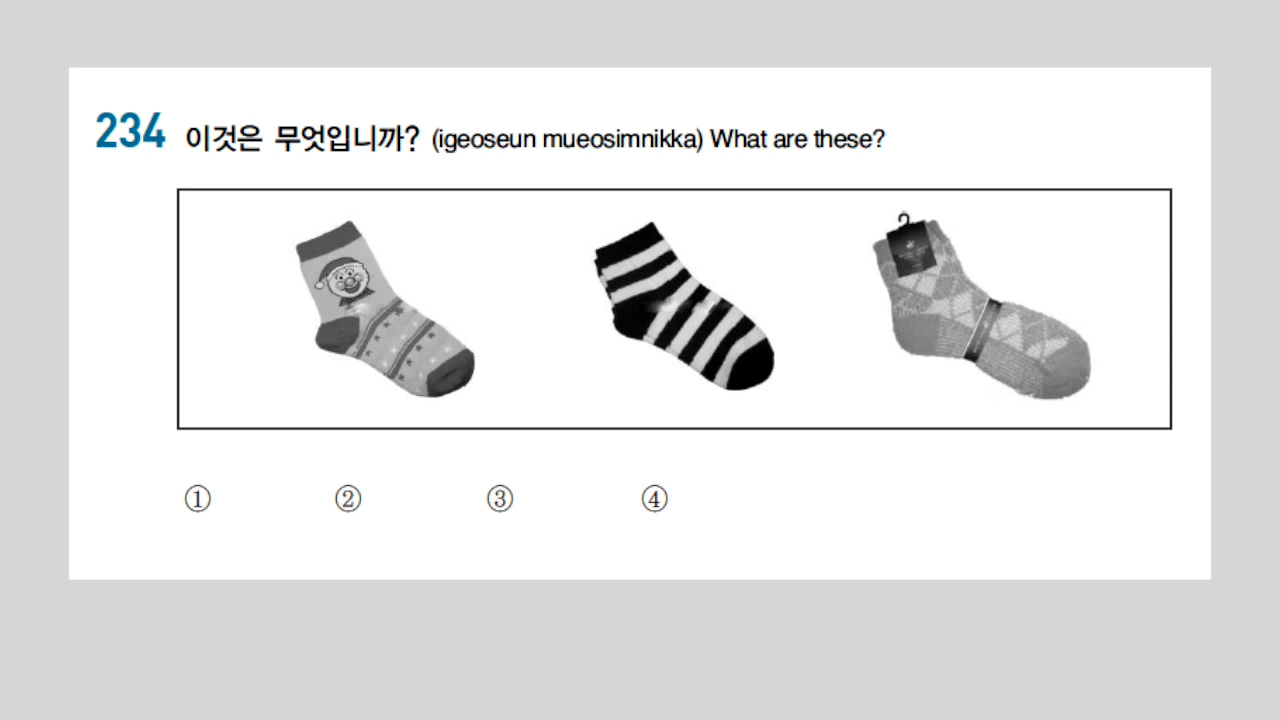 234 이것은 무엇입니까? (igeoseun mueosimnikka) What are these?
① ② ③ ④